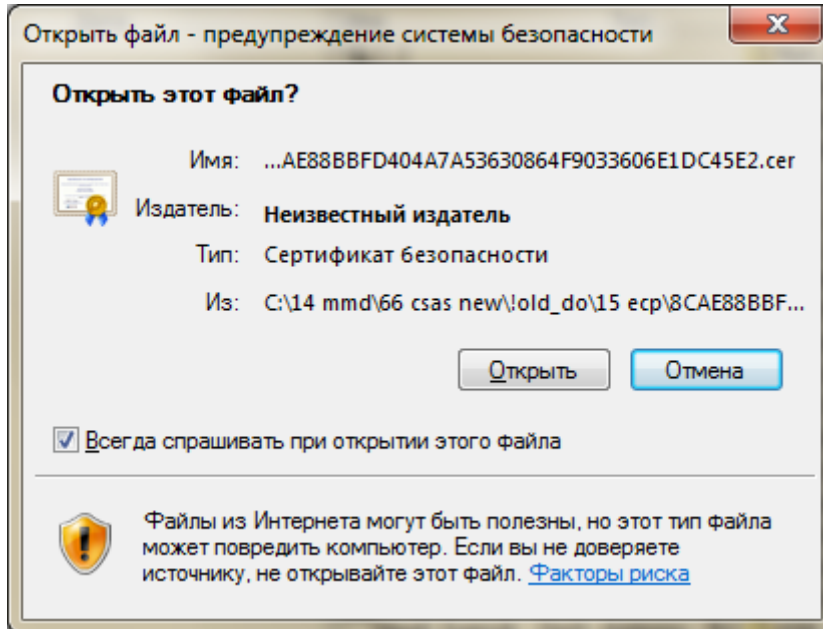 Открыть файл - предупреждение системы безопасности
Открыть этот файл?
Имя: ...AE88BBFD404A7A53630864F9033606E1DC45E2.cer
Издатель: Неизвестный издатель
Тип: Сертификат безопасности
Из: C:\14 mmd\66 csas new\!old_do\15 ecp\8CAE88BBF...
Открыть Отмена
Всегда спрашивать при открытии этого файла
Файлы из Интернета могут быть полезны, но этот тип файла
может повредить компьютер. Если вы не доверяете
источнику, не открывайте этот файл. Факторы риска